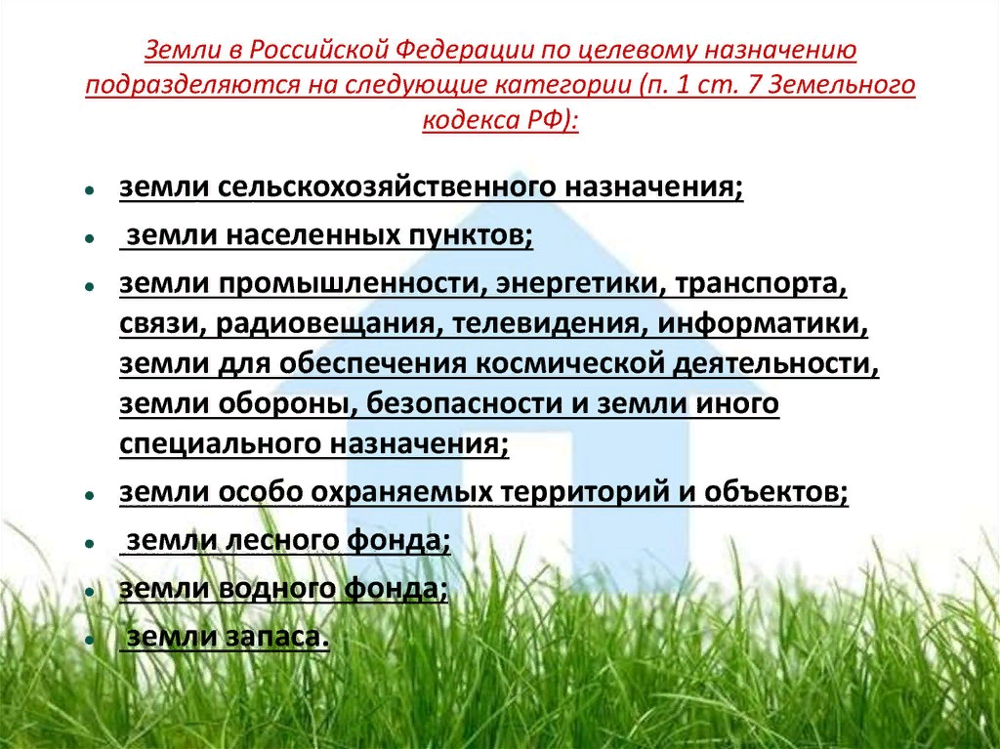 Земли в Российской Федерации по целевому назначению
подразделяются на следующие категории (п. 1 ст. 7 Земельного
кодекса РФ):
• земли сельскохозяйственного назначения;
• земли населенных пунктов;
• земли промышленности, энергетики, транспорта,
связи, радиовещания, телевидения, информатики,
земли для обеспечения космической деятельности,
земли обороны, безопасности и земли иного
специального назначения;
• земли особо охраняемых территорий и объектов;
• земли лесного фонда;
• земли водного фонда;
• земли запаса.